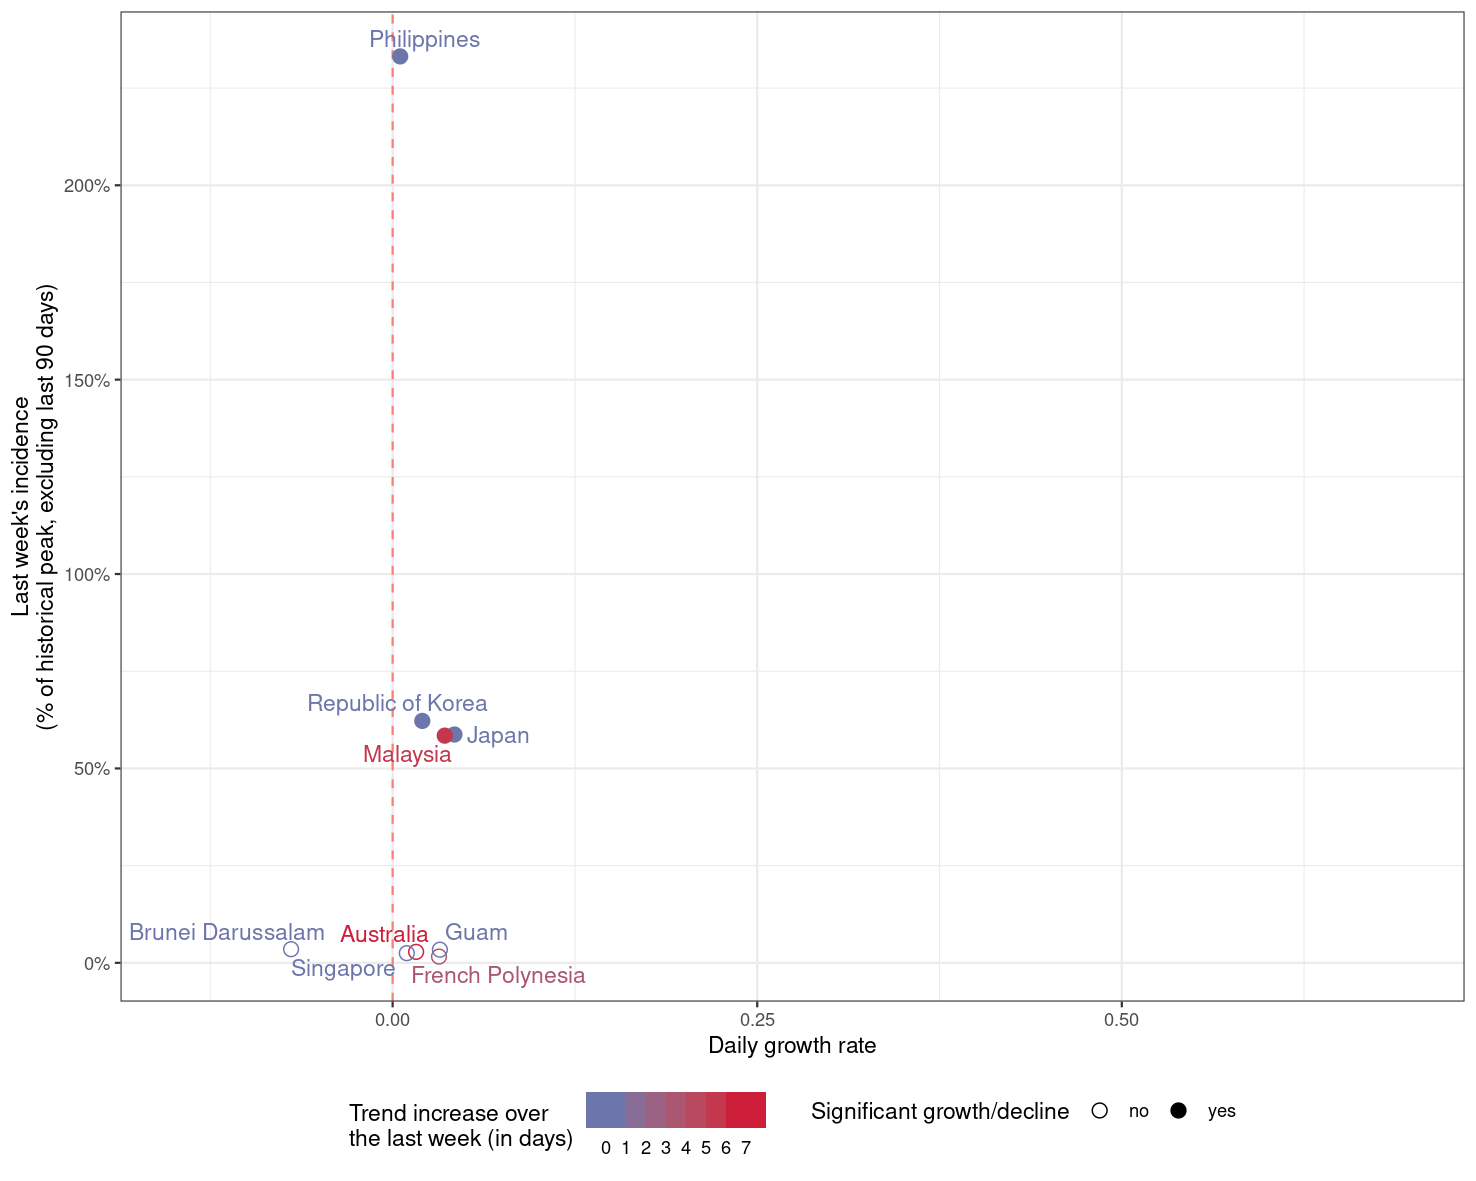 Philippines
200%
150%
100%
50%
0%
Last week's incidence
(% of historical peak, excluding last 90 days)
Republic of Korea
Japan
Malaysia
Brunei Darussalam
Australia
Guam
Singapore
French Polynesia
0.00
0.25
0.50
Daily growth rate
Trend increase over
the last week (in days)
0 1 2 3 4 5 6 7
Significant growth/decline
no
yes